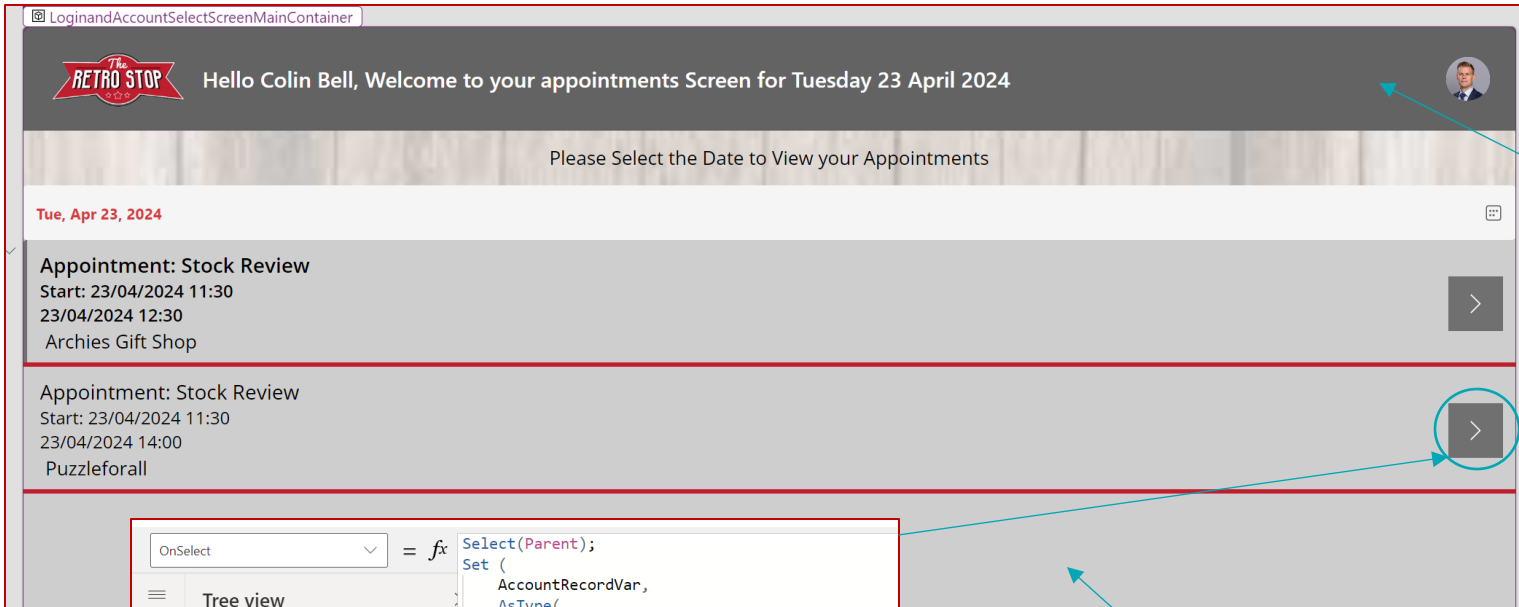 LoginandAccountSelectScreenMainContainer
The
RETRO STOP
Hello Colin Bell, Welcome to your appointments Screen for Tuesday 23 April 2024
Please Select the Date to View your Appointments
Tue, Apr 23, 2024
Appointment: Stock Review
Start: 23/04/2024 11:30
23/04/2024 12:30
Archies Gift Shop
Appointment: Stock Review
Start: 23/04/2024 11:30
23/04/2024 14:00
Puzzleforall
OnSelect
= fx
Select(Parent);
Set (
AccountRecordVar,
AsType(
Tree view